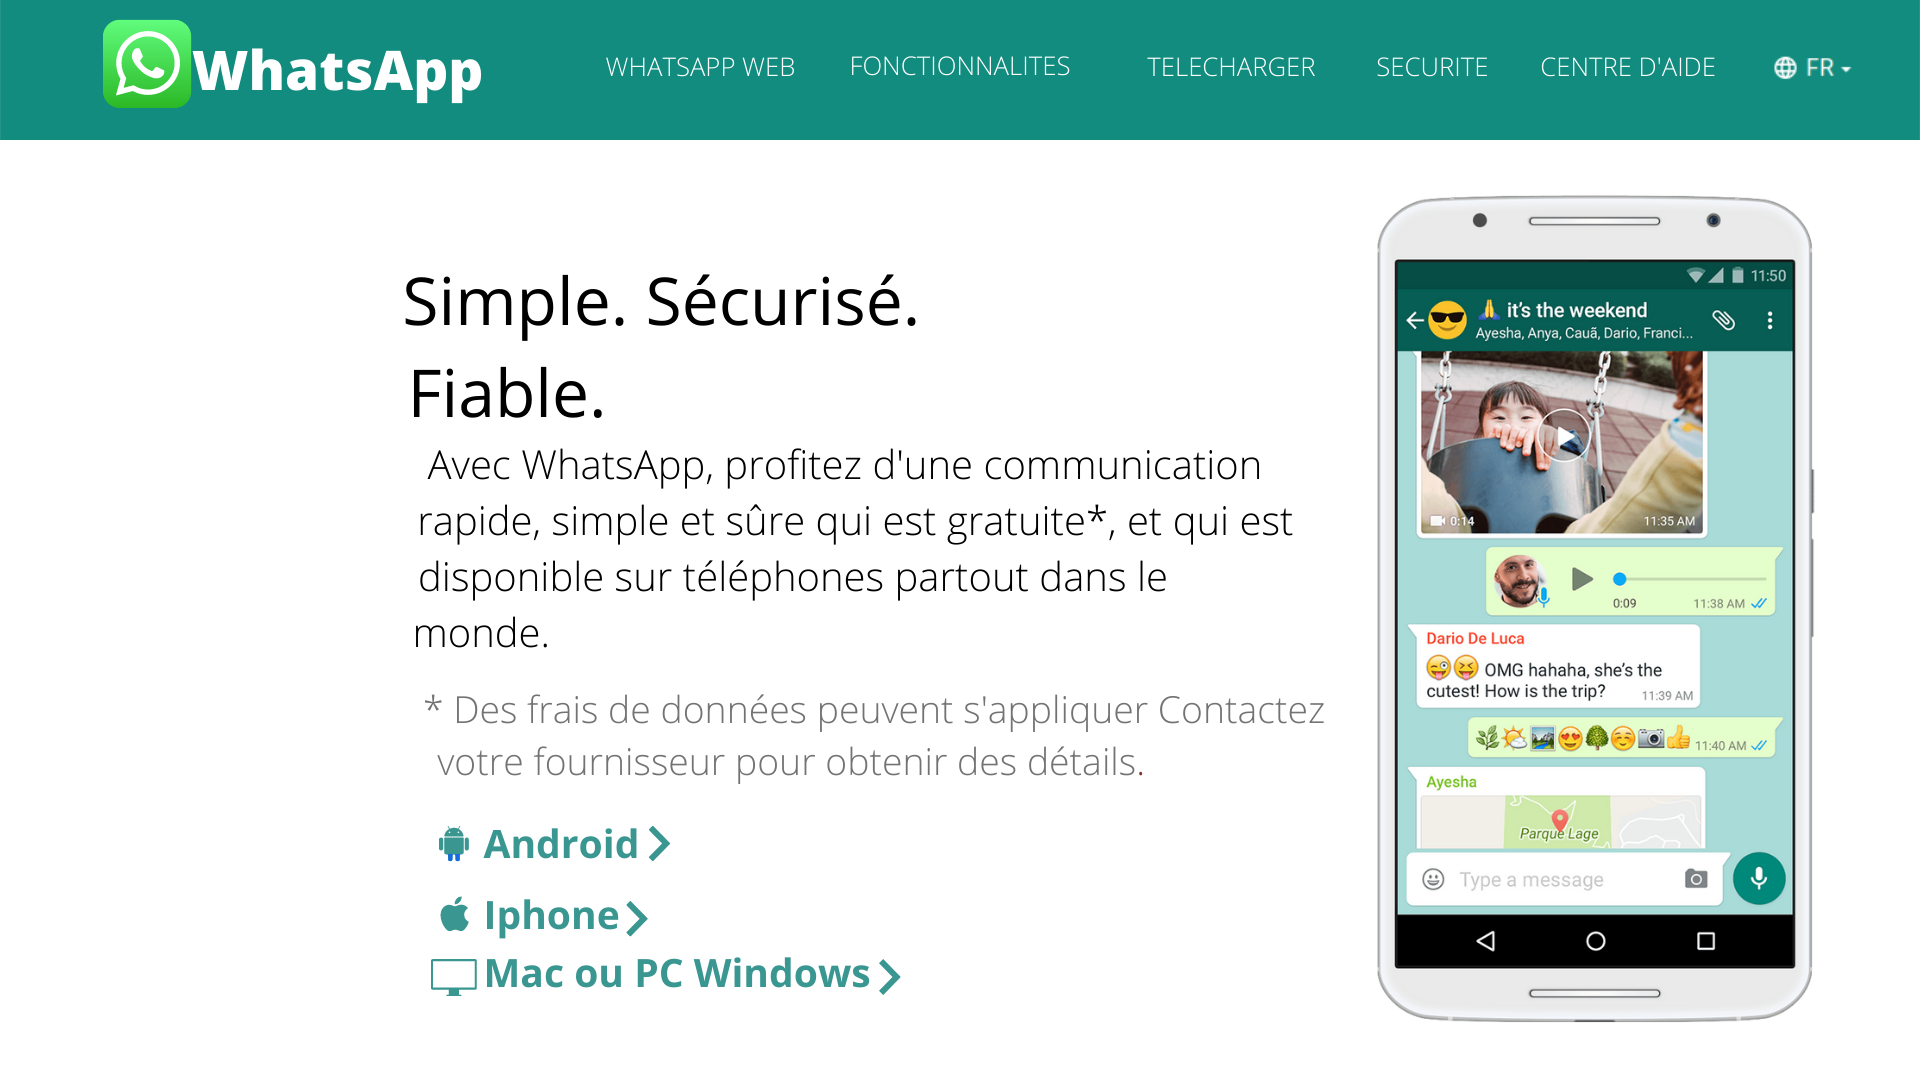 WhatsApp
WHATSAPP WEB
FONCTIONNALITES
TELECHARGER
SECURITE
CENTRE D'AIDE
FR
Simple. Sécurisé.
Fiable.
Avec WhatsApp, profitez d'une communication
rapide, simple et sûre qui est gratuite*, et qui est
disponible sur téléphones partout dans le
monde.
* Des frais de données peuvent s'appliquer Contactez
votre fournisseur pour obtenir des détails.
Android
Iphone
Mac ou PC Windows
11:50
🙏 it's the weekend
Ayesha, Anya, Cauã, Dario, Franci...
0:14 11:35 AM
0:09 11:38 AM
Dario De Luca
😜😝 OMG hahaha, she's the
cutest! How is the trip? 11:39 AM
🌿🌤🏞😍🌳☺📷👍 11:40 AM
Ayesha
Parque Lage
Type a message